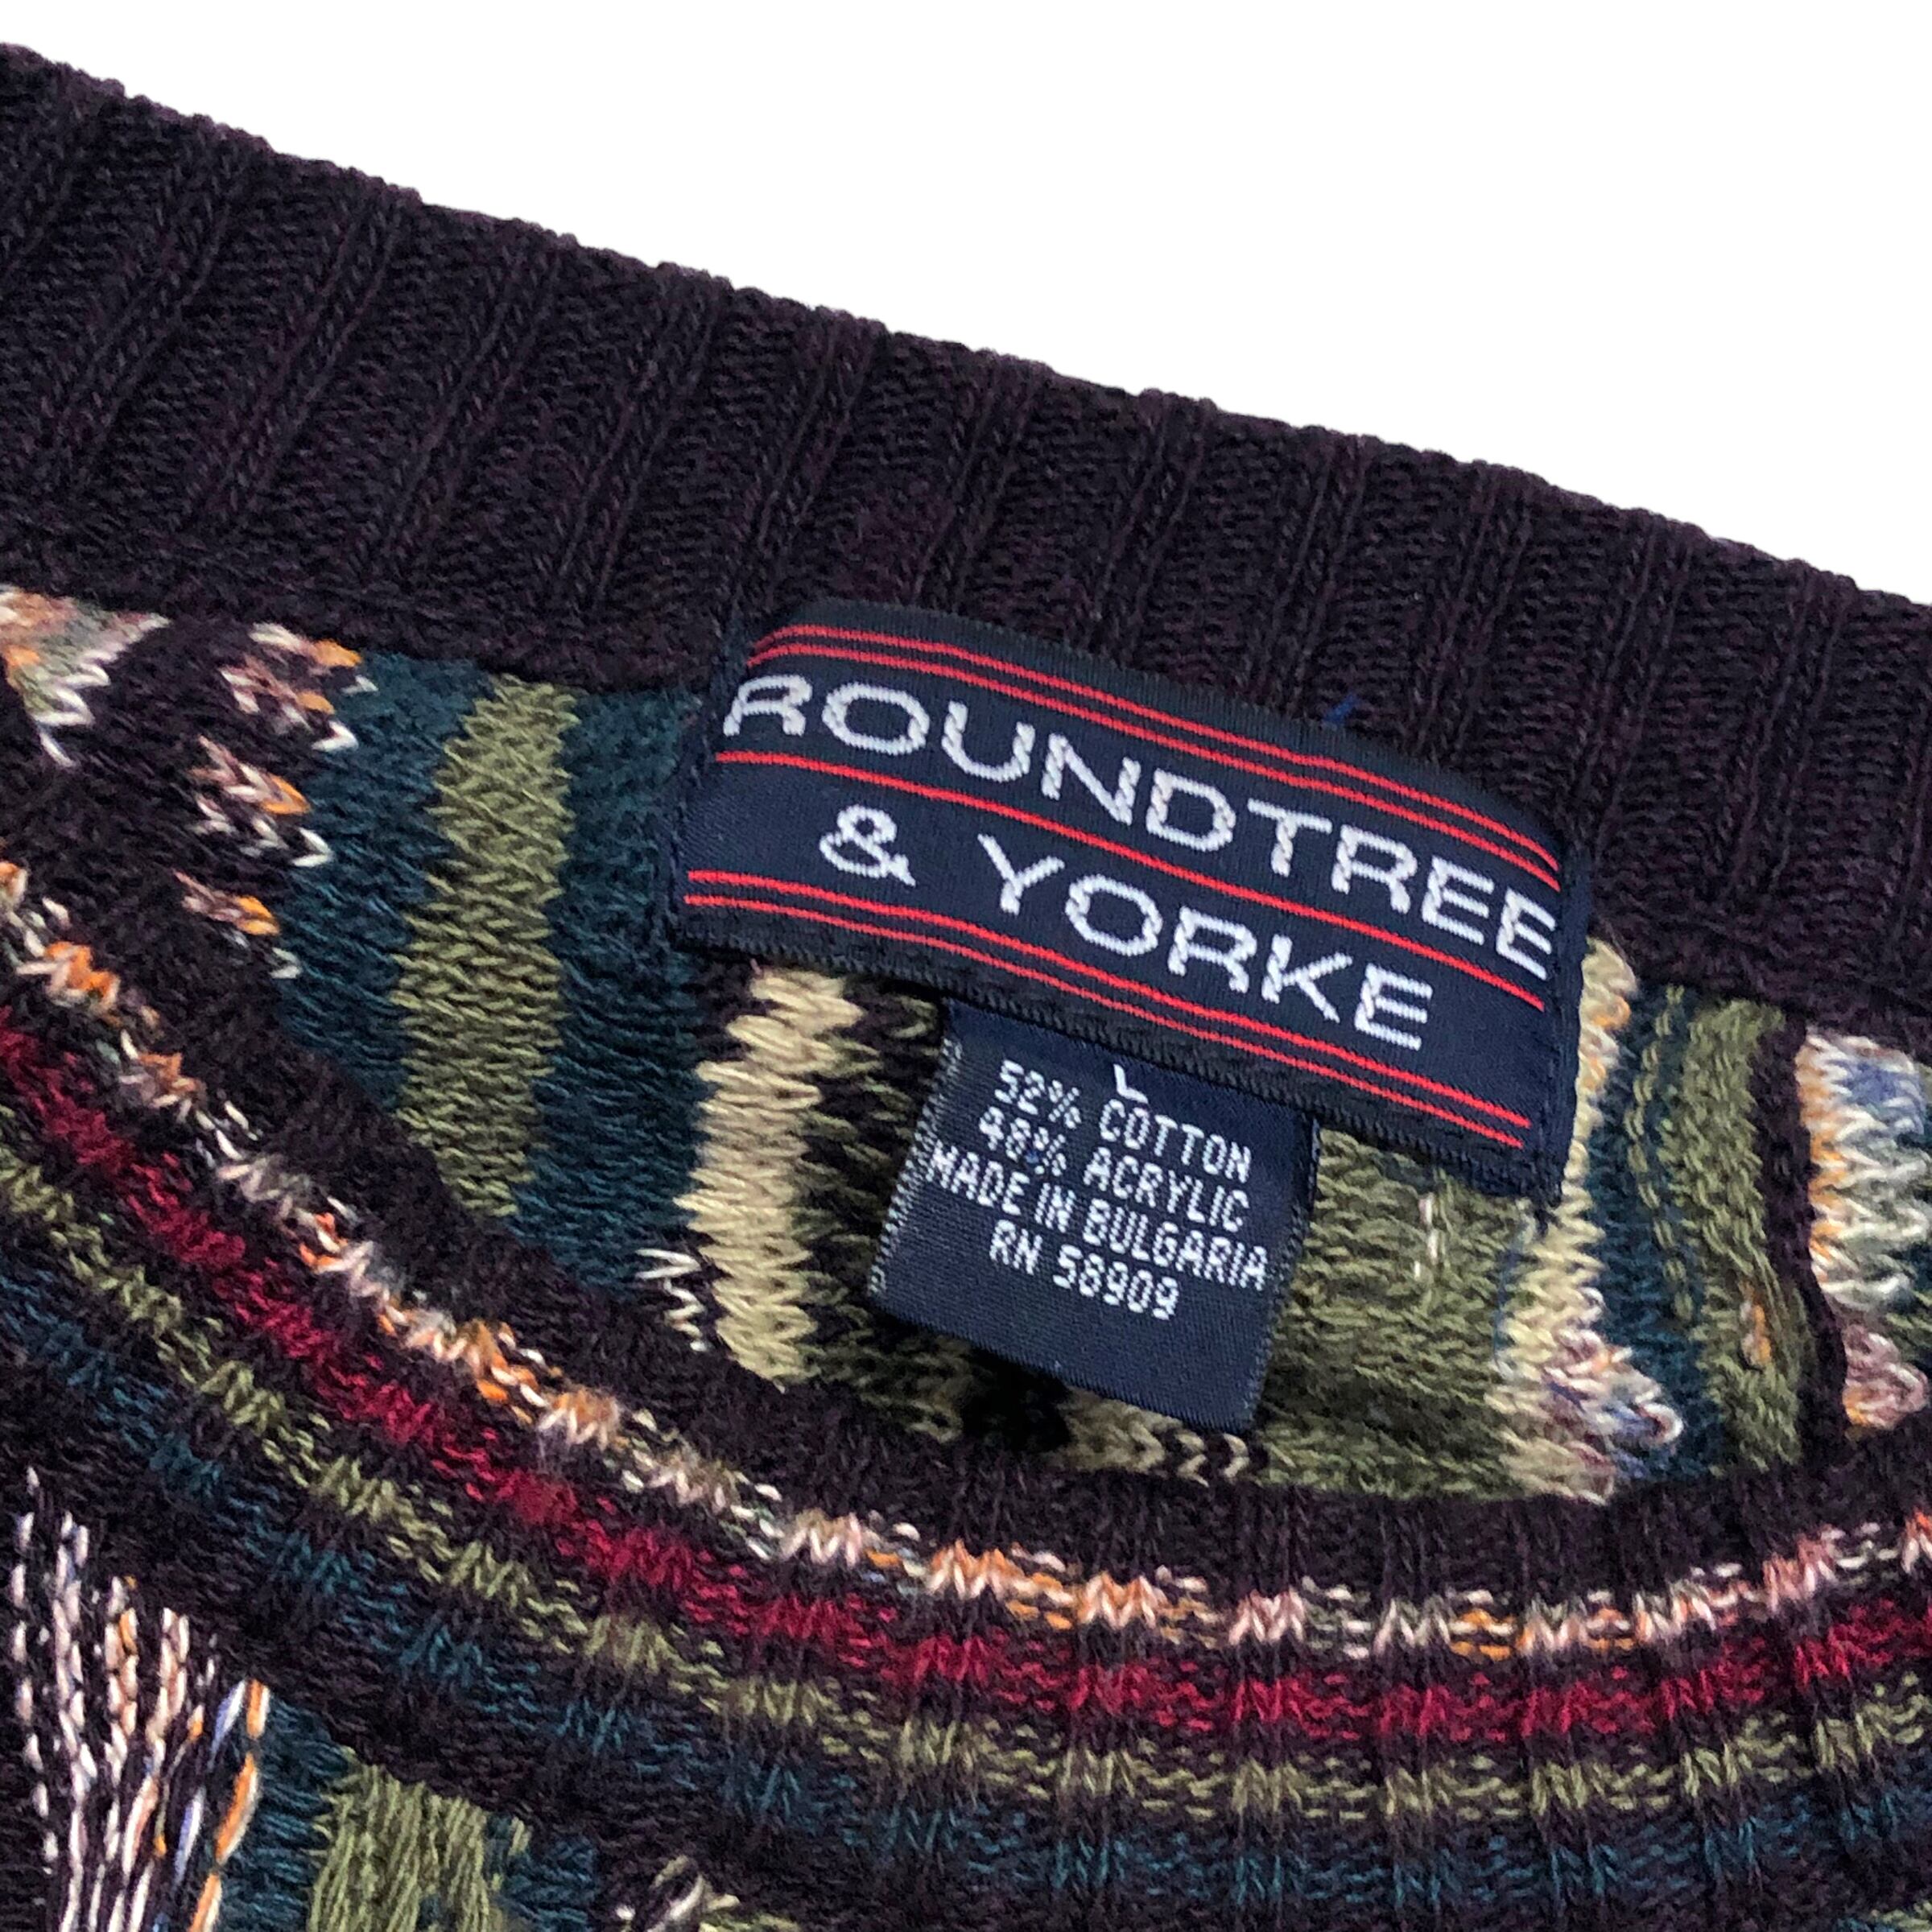 ROUNDTREE
& YORKE
L
52% COTTON
48% ACRYLIC
MADE IN BULGARIA
RN 58909